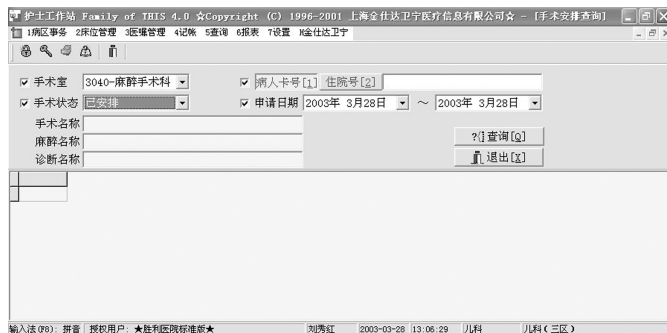 护士工作站 Family of THIS 4.0 ☆Copyright (C) 1996-2001 上海金仕达卫宁医疗信息有限公司☆ - [手术安排查询]
1病区事务 2床位管理 3医嘱管理 4记帐 5查询 6报表 7设置 H金仕达卫宁
手术室 3040-麻醉手术科 病人卡号[1] 住院号[2]
手术状态 已安排 申请日期 2003年 3月28日 ~ 2003年 3月28日
手术名称
麻醉名称 查询[Q]
诊断名称 退出[X]
输入法(F8): 拼音 授权用户: ★胜利医院标准版★ 刘秀红 2003-03-28 13:06:29 儿科 儿科(三区)